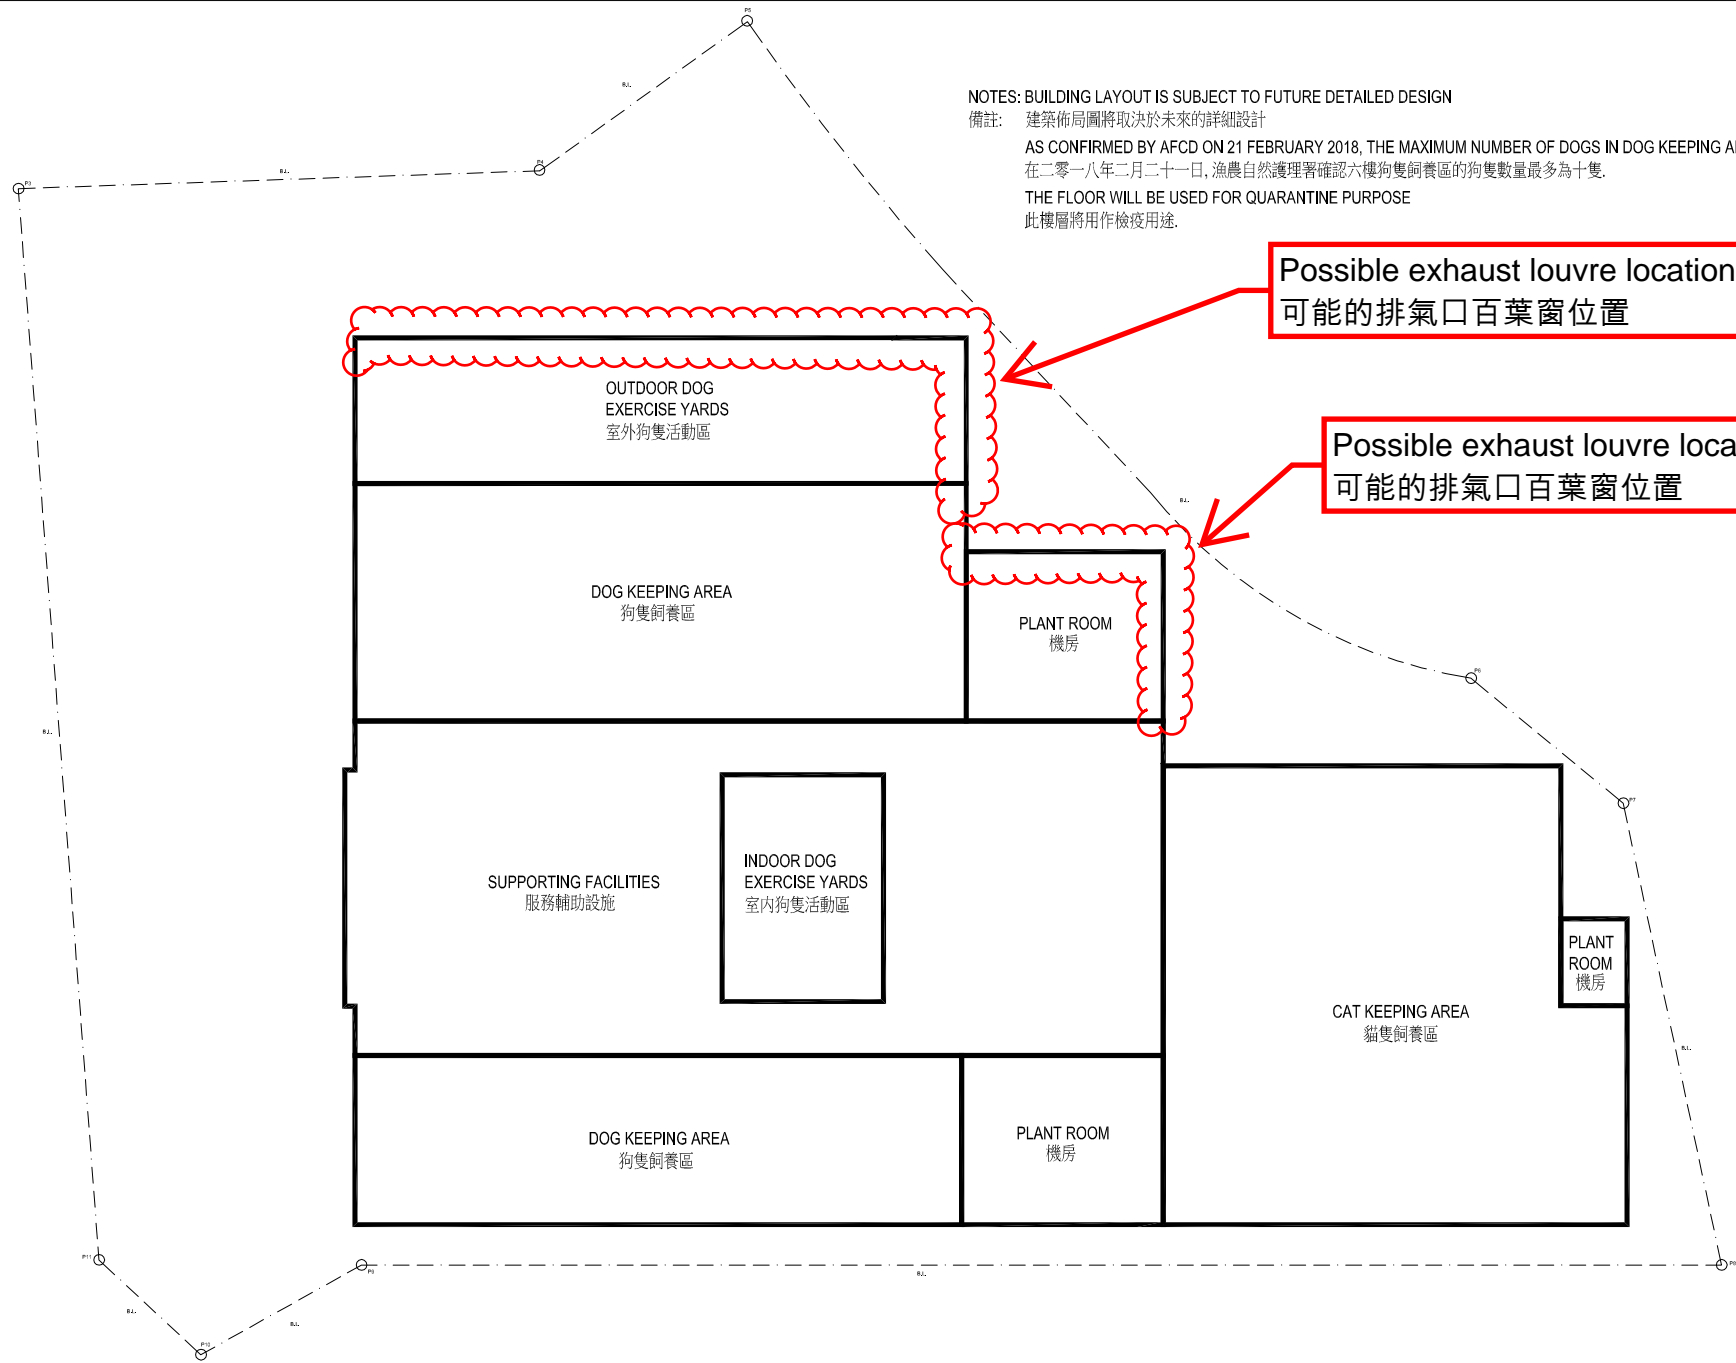 P5
B.L.
NOTES: BUILDING LAYOUT IS SUBJECT TO FUTURE DETAILED DESIGN
備註: 建築佈局圖將取決於未來的詳細設計
AS CONFIRMED BY AFCD ON 21 FEBRUARY 2018, THE MAXIMUM NUMBER OF DOGS IN DOG KEEPING
在二零一八年二月二十一日, 漁農自然護理署確認六樓狗隻飼養區的狗隻數量最多為十隻.
THE FLOOR WILL BE USED FOR QUARANTINE PURPOSE
此樓層將用作檢疫用途.
P4
B.L.
P3
Possible exhaust louvre location
可能的排氣口百葉窗位置
OUTDOOR DOG
EXERCISE YARDS
室外狗隻活動區
Possible exhaust louvre loca
可能的排氣口百葉窗位置
B.L.
DOG KEEPING AREA
狗隻飼養區
PLANT ROOM
機房
P6
B.L.
P7
INDOOR DOG
EXERCISE YARDS
室內狗隻活動區
SUPPORTING FACILITIES
服務輔助設施
PLANT
ROOM
機房
CAT KEEPING AREA
貓隻飼養區
B.L.
DOG KEEPING AREA
狗隻飼養區
PLANT ROOM
機房
P11
P9
B.L.
P8
B.L.
B.L.
P10